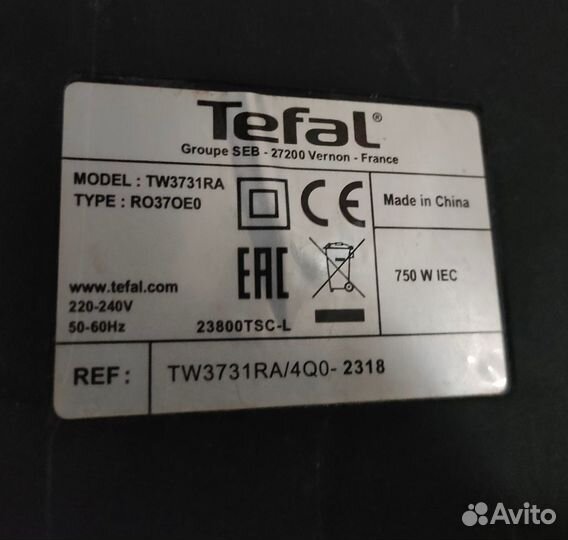 Tefal®
Groupe SEB - 27200 Vernon - France
MODEL : TW3731RA
TYPE : RO37OE0
CE
Made in China
EAC
750 W IEC
www.tefal.com
220-240V
50-60Hz
23800TSC-L
REF :
TW3731RA/4Q0- 2318
Avito